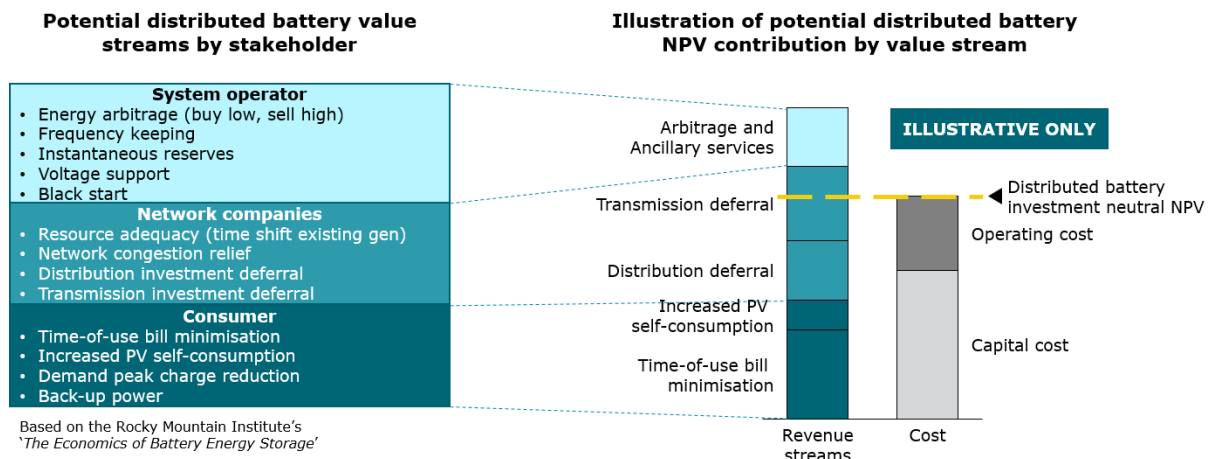 Potential distributed battery value
streams by stakeholder
System operator
• Energy arbitrage (buy low, sell high)
• Frequency keeping
• Instantaneous reserves
• Voltage support
• Black start
Network companies
• Resource adequacy (time shift existing gen)
• Network congestion relief
• Distribution investment deferral
• Transmission investment deferral
Consumer
• Time-of-use bill minimisation
• Increased PV self-consumption
• Demand peak charge reduction
• Back-up power
Based on the Rocky Mountain Institute's
'The Economics of Battery Energy Storage'
Illustration of potential distributed battery
NPV contribution by value stream
Arbitrage and
Ancillary services
Transmission deferral
Distribution deferral
Increased PV
self-consumption
Time-of-use bill
minimisation
ILLUSTRATIVE ONLY
Distributed battery
investment neutral NPV
Operating cost
Capital cost
Revenue
streams
Cost